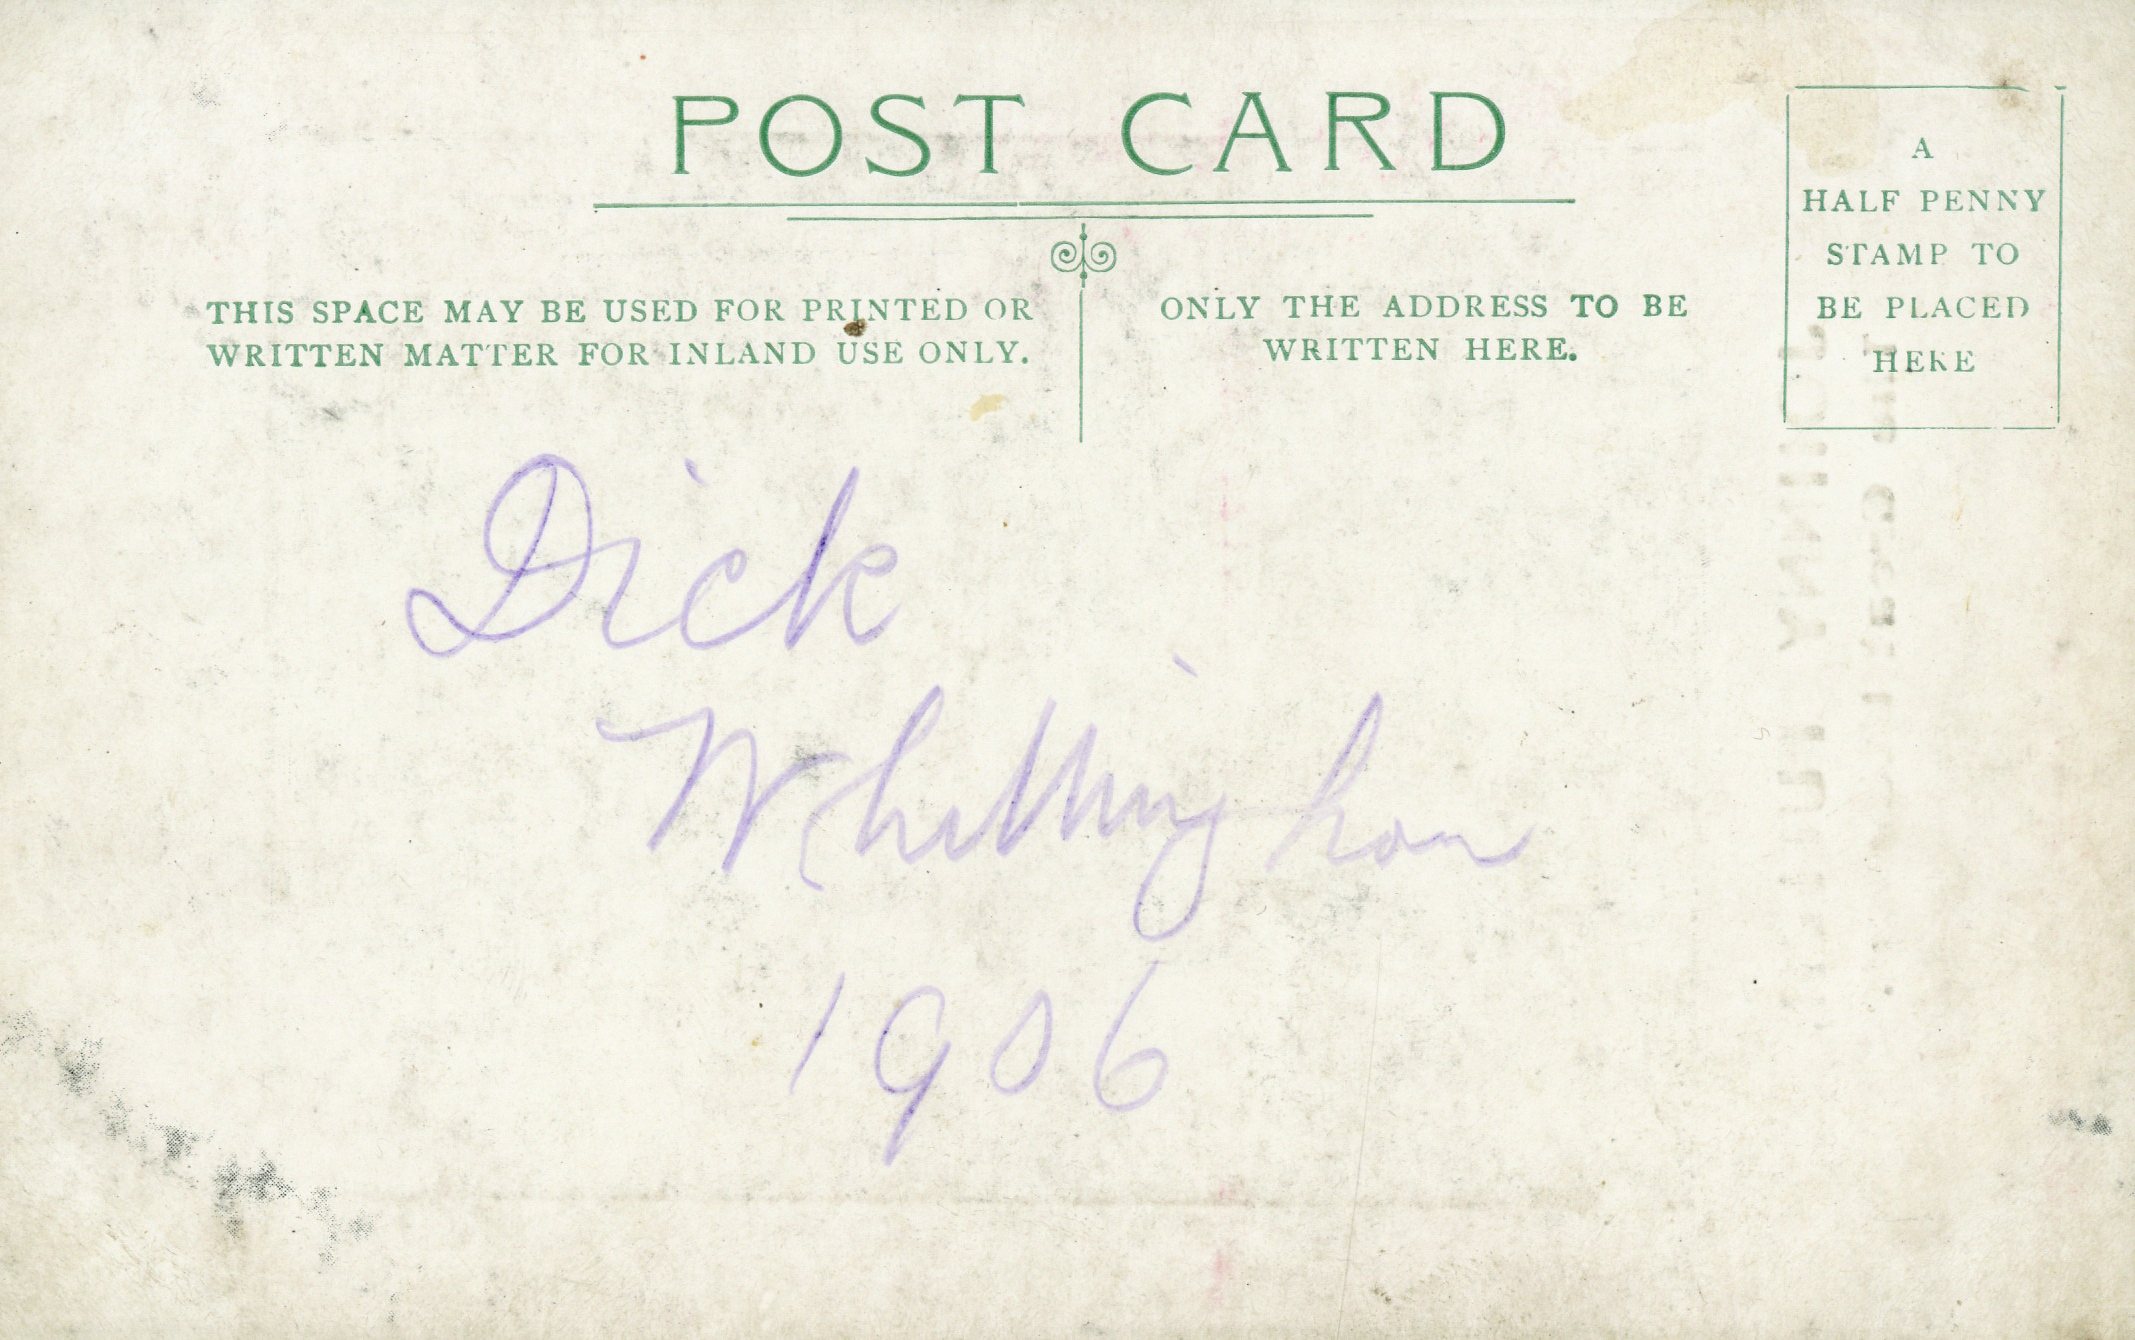 POST CARD
THIS SPACE MAY BE USED FOR PRINTED OR
WRITTEN MATTER FOR INLAND USE ONLY.
ONLY THE ADDRESS TO BE
WRITTEN HERE.
A
HALF PENNY
STAMP TO
BE PLACED
HERE
Dick
Whittington
1906